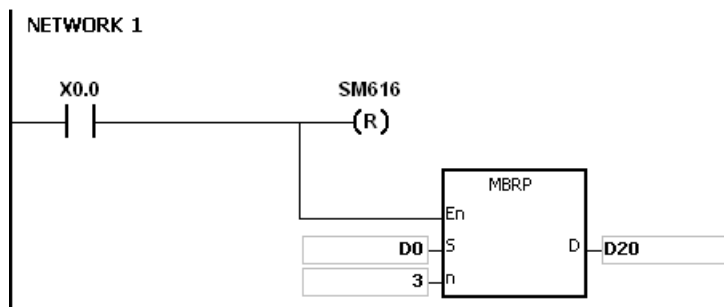 NETWORK 1
X0.0 SM616
(R)
MBRP
En
D0 S D D20
3 n